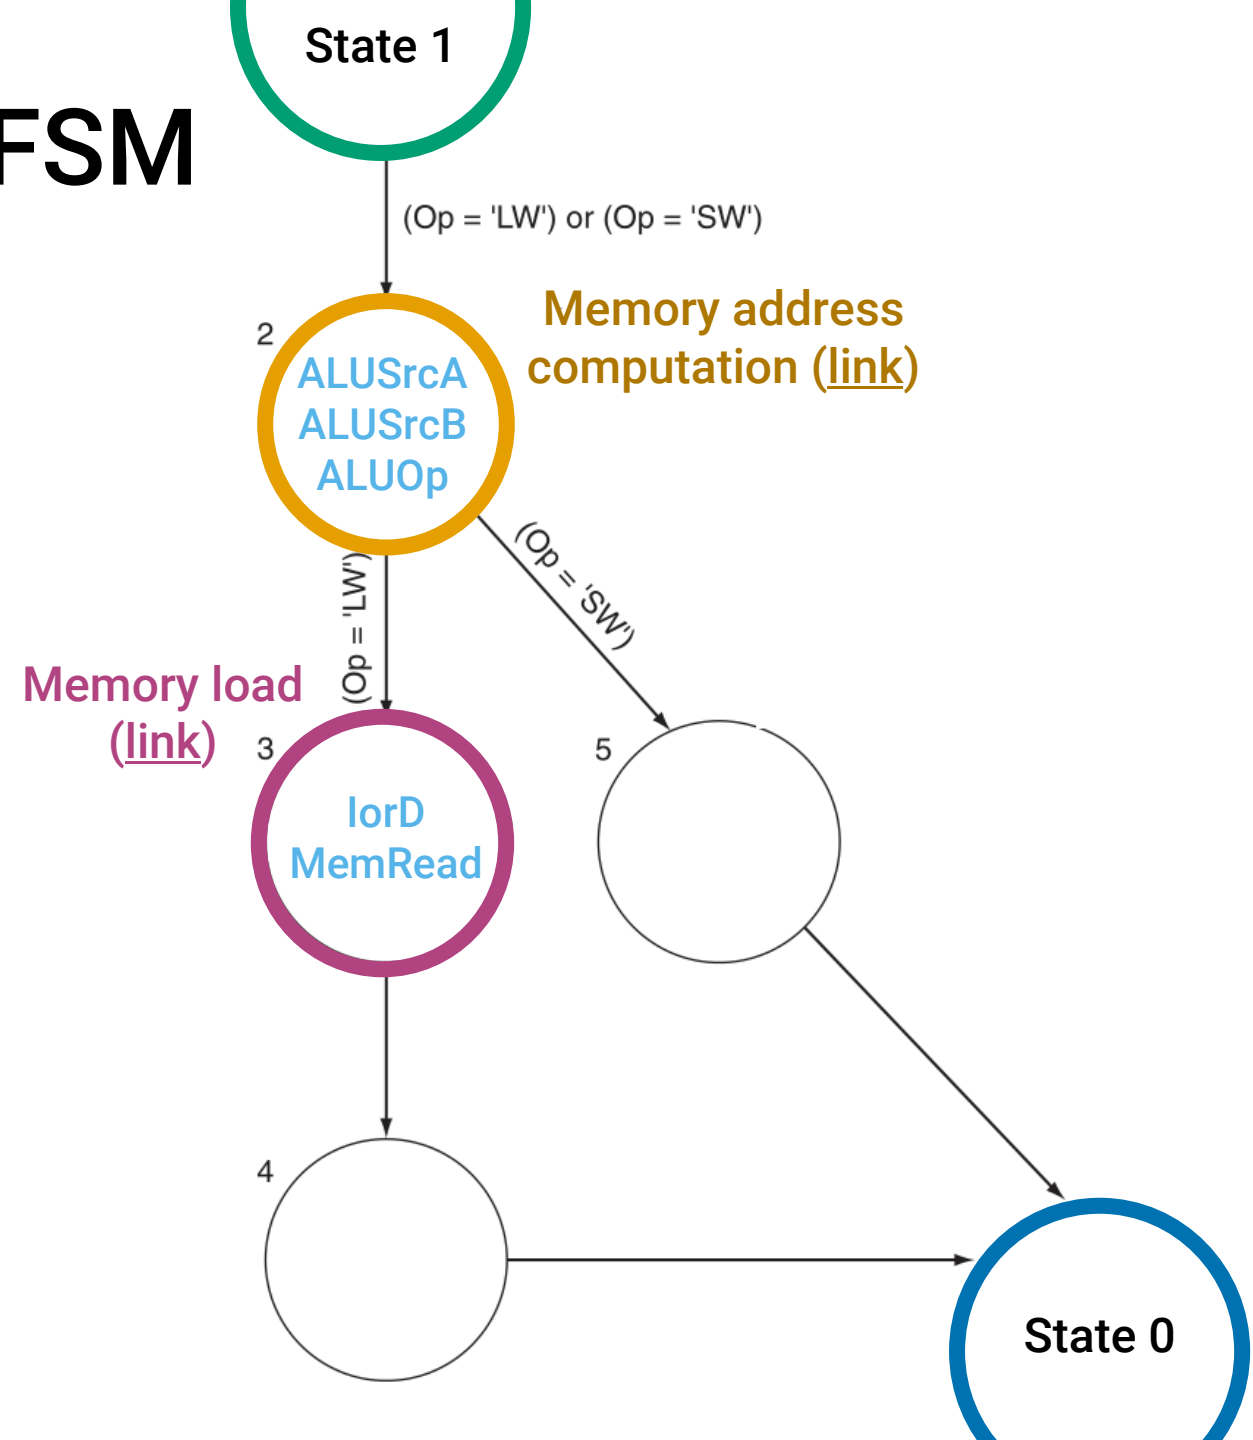 State 1
FSM
(Op = 'LW') or (Op = 'SW')
Memory address
computation (link)
2
ALUSrcA
ALUSrcB
ALUOp
(Op = 'LW')
(Op = 'SW')
Memory load
(link)
3
IorD
MemRead
5
4
State 0